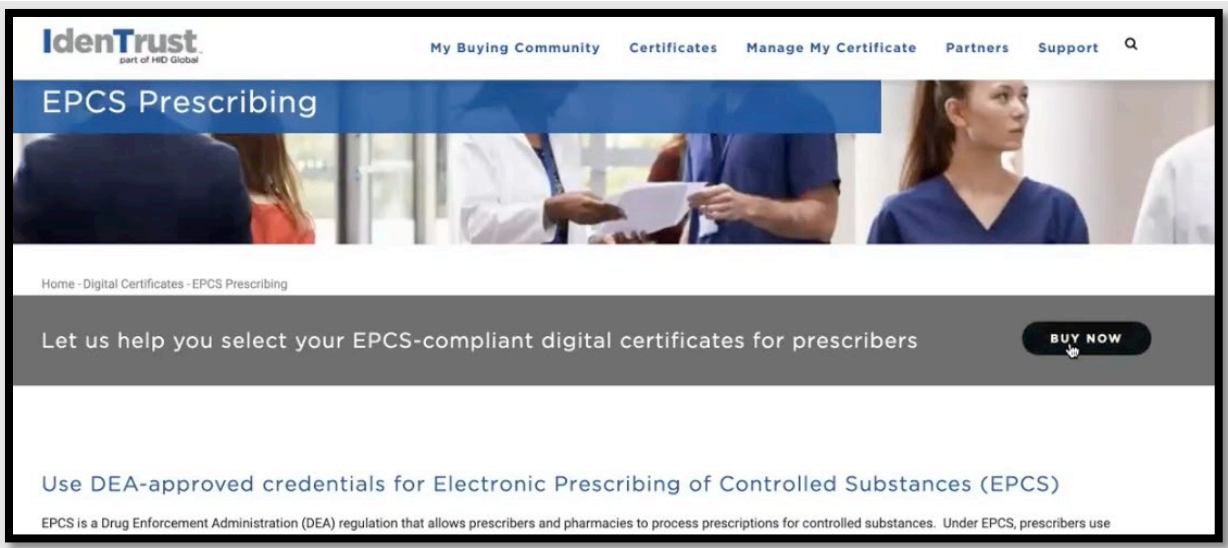 IdenTrust
part of HID Global
My Buying Community Certificates Manage My Certificate Partners Support
EPCS Prescribing
Home - Digital Certificates - EPCS Prescribing
Let us help you select your EPCS-compliant digital certificates for prescribers
BUY NOW
Use DEA-approved credentials for Electronic Prescribing of Controlled Substances (EPCS)
EPCS is a Drug Enforcement Administration (DEA) regulation that allows prescribers and pharmacies to process prescriptions for controlled substances. Under EPCS, prescribers use